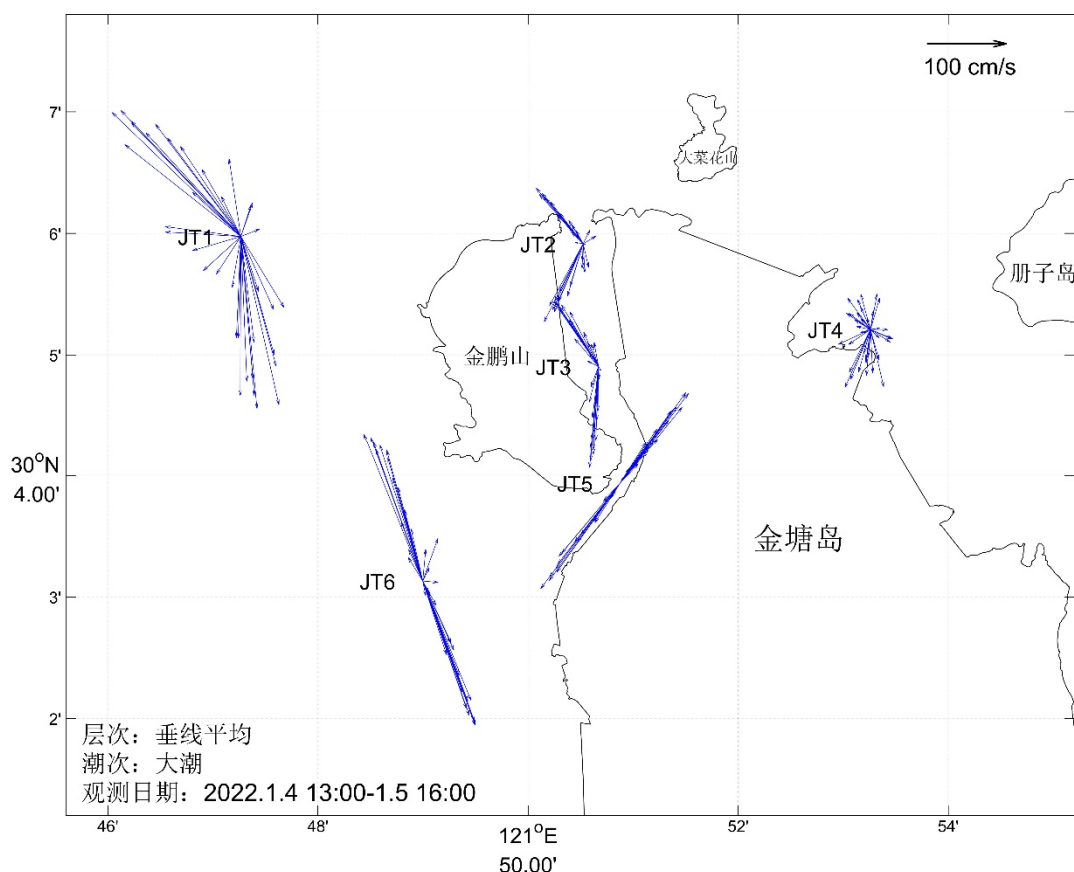 100 cm/s
7'
大菜花山
6'
JT1
JT2
册子岛
JT4
5'
金鹏山
JT3
30°N
4.00'
JT5
金塘岛
JT6
3'
2'
层次：垂线平均
潮次：大潮
观测日期：2022.1.4 13:00-1.5 16:00
46'
48'
121°E
50.00'
52'
54'